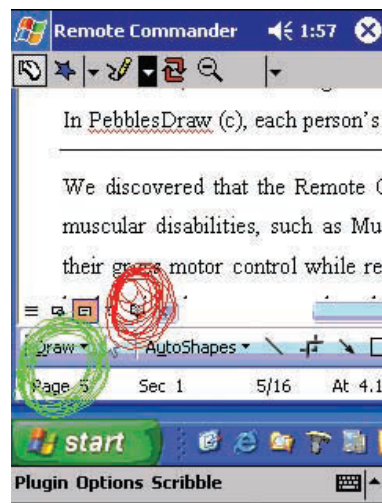 Remote Commander 1:57
In PebblesDraw (c), each person's
We discovered that the Remote
muscular disabilities, such as Mu
their gross motor control while re
Draw AutoShapes
Page 5 Sec 1 5/16 At 4.1
start
Plugin Options Scribble